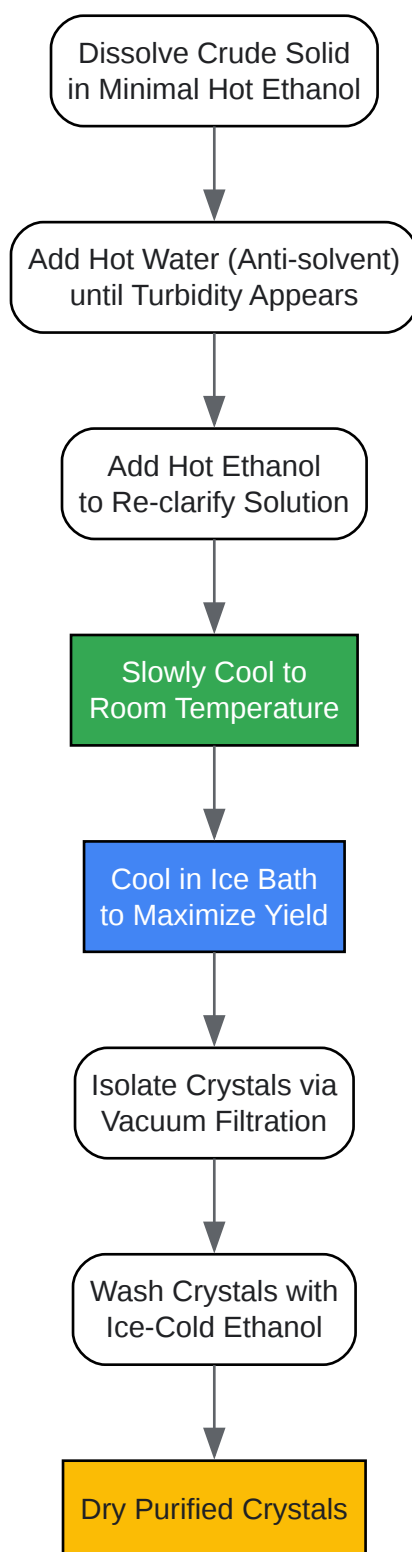 Dissolve Crude Solid
in Minimal Hot Ethanol
Add Hot Water (Anti-solvent)
until Turbidity Appears
Add Hot Ethanol
to Re-clarify Solution
Slowly Cool to
Room Temperature
Cool in Ice Bath
to Maximize Yield
Isolate Crystals via
Vacuum Filtration
Wash Crystals with
Ice-Cold Ethanol
Dry Purified Crystals